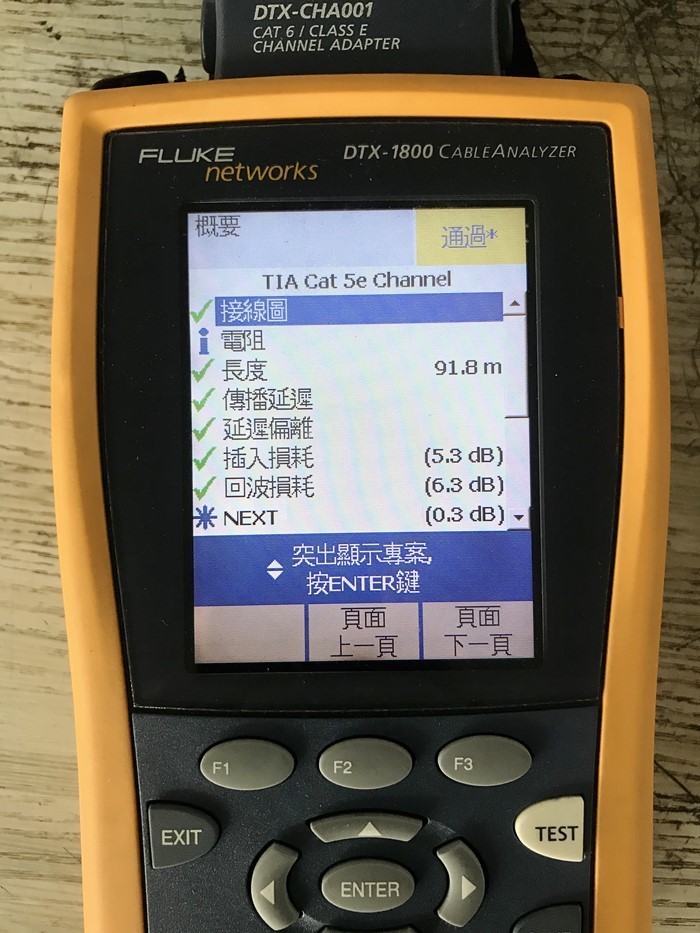 DTX-CHA001
CAT 6 / CLASS E
CHANNEL ADAPTER
FLUKE networks
DTX-1800 CABLEANALYZER
概要
通過*
TIA Cat 5e Channel
接線圖
電阻
長度 91.8 m
傳播延遲
延遲偏離
插入損耗 (5.3 dB)
回波損耗 (6.3 dB)
NEXT (0.3 dB)
突出顯示專案,
按ENTER鍵
頁面
上一頁
頁面
下一頁
F1
F2
F3
EXIT
TEST
ENTER